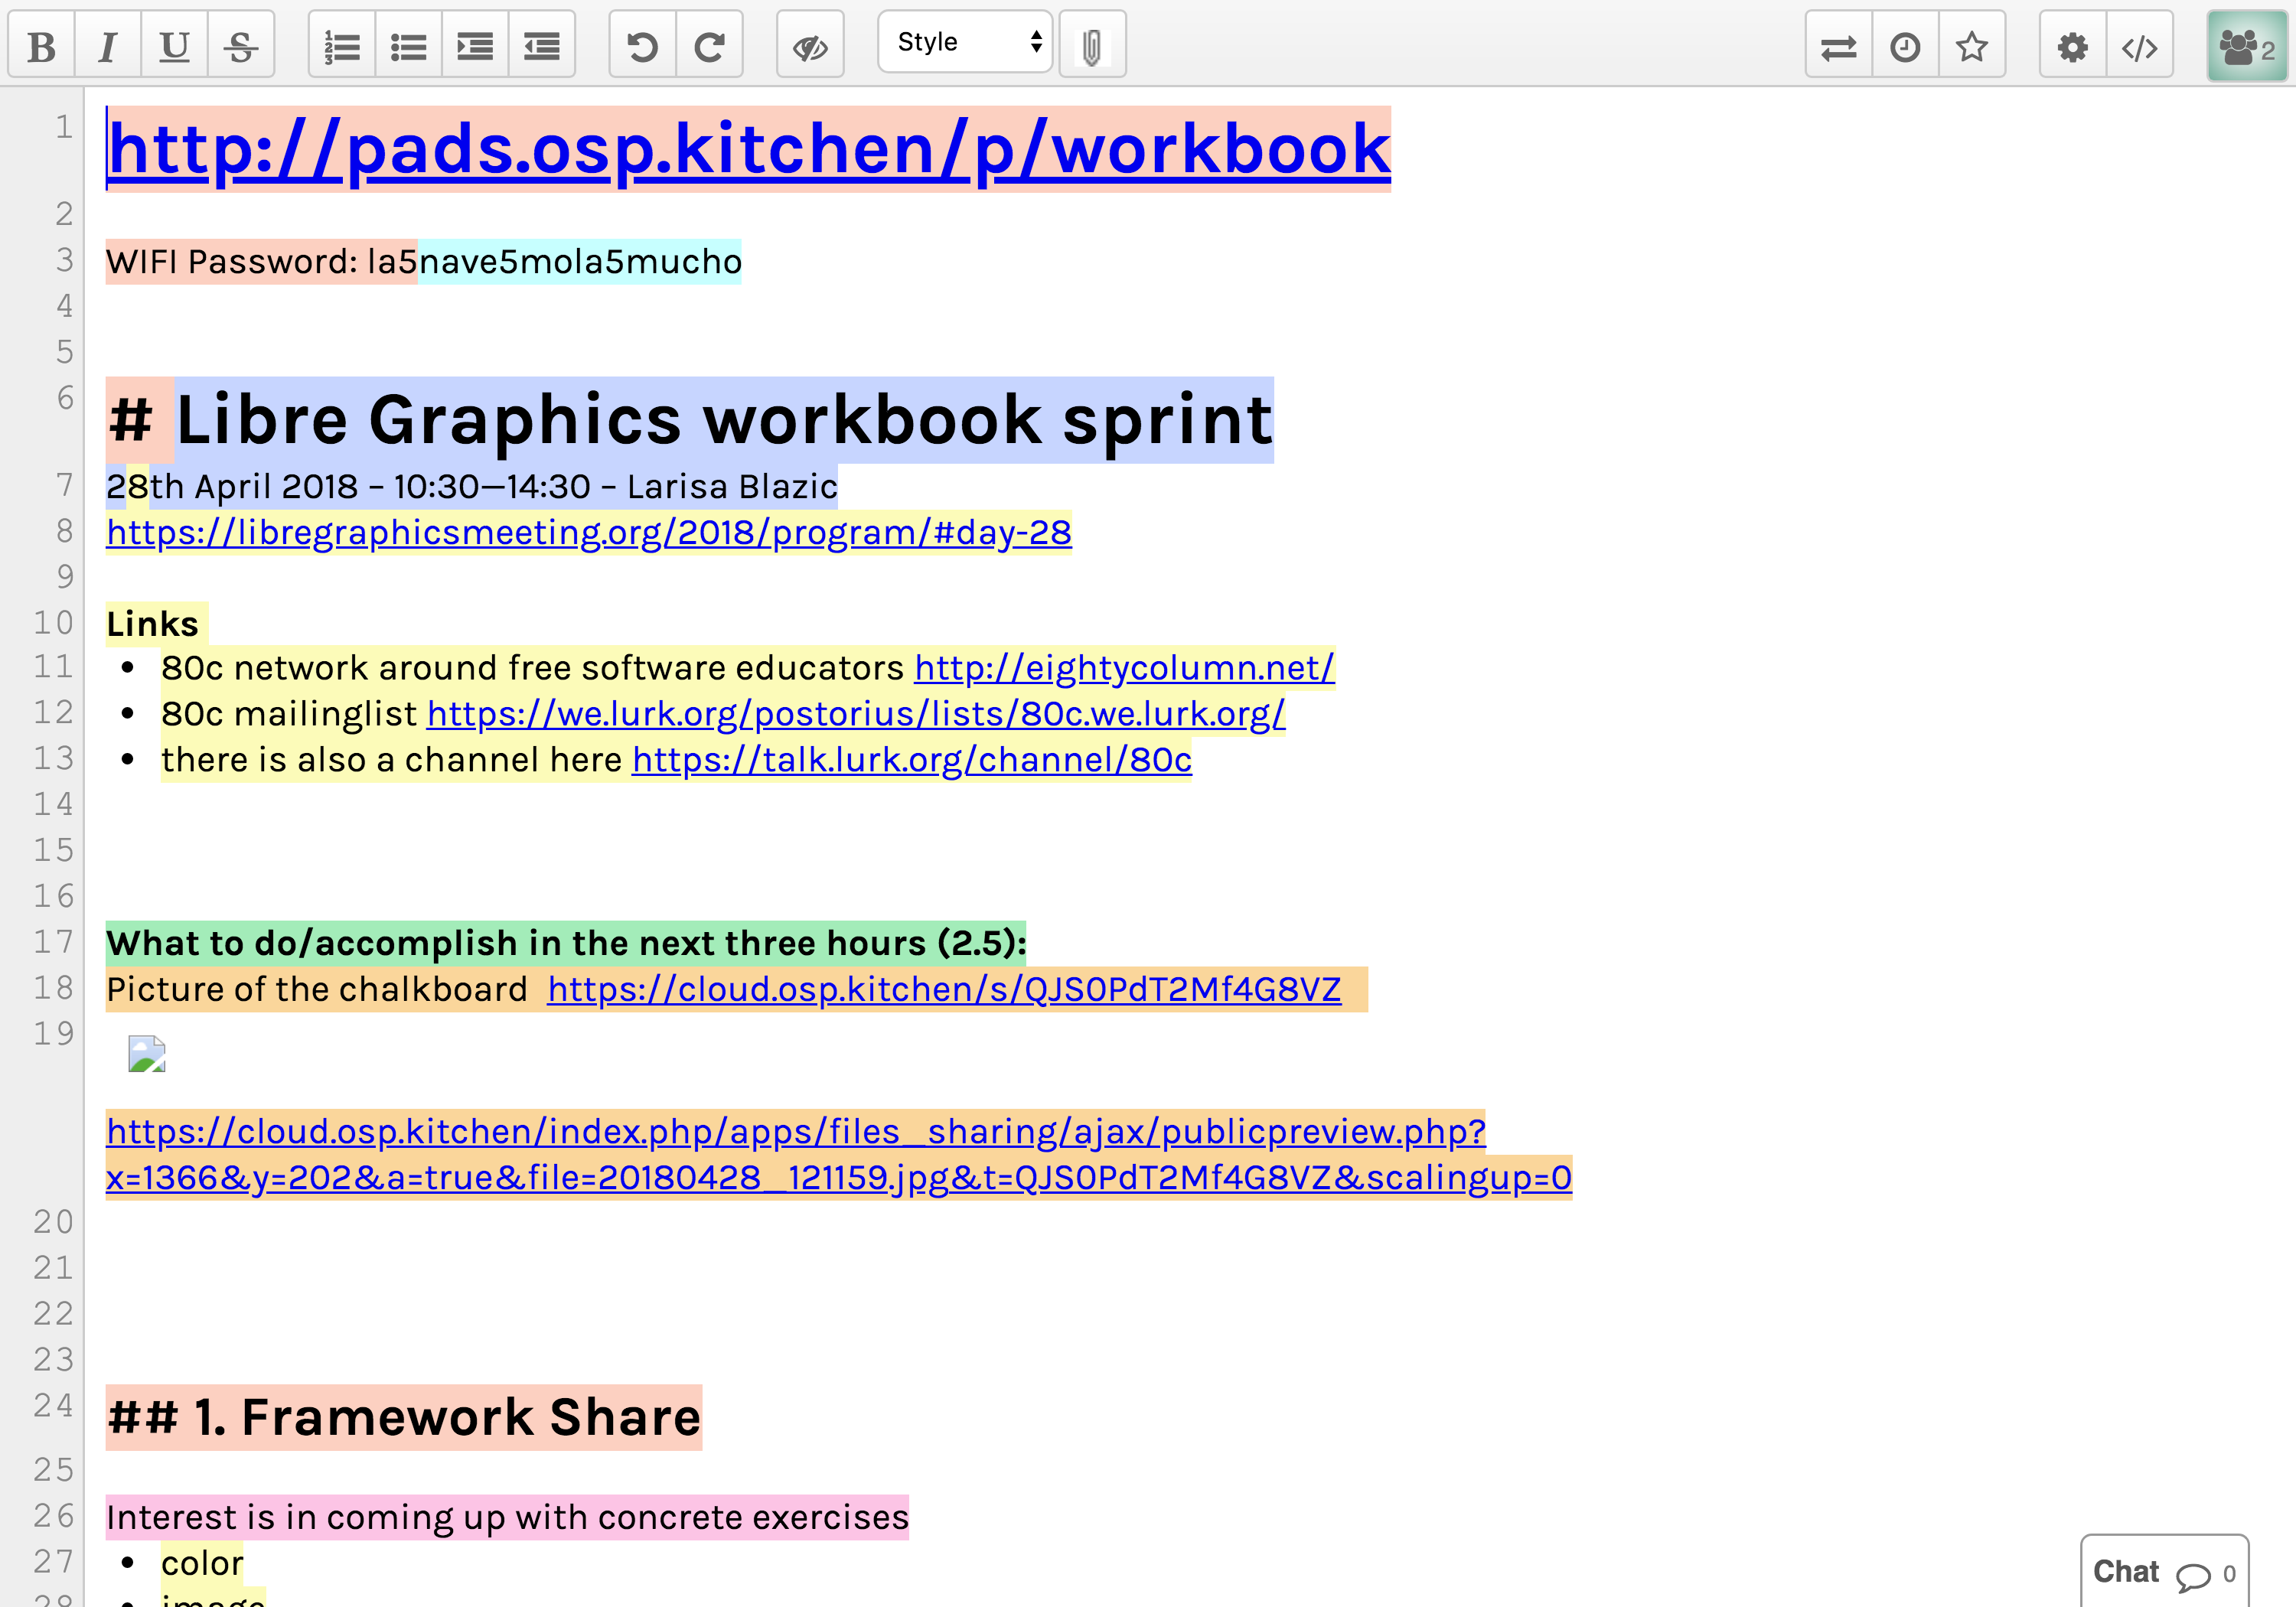 B I U S Style 2
1 http://pads.osp.kitchen/p/workbook
2
3 WIFI Password: la5nave5mola5mucho
4
5
6 # Libre Graphics workbook sprint
7 28th April 2018 – 10:30—14:30 – Larisa Blazic
8 https://libregraphicsmeeting.org/2018/program/#day-28
9
10 Links
11 • 80c network around free software educators http://eightycolumn.net/
12 • 80c mailinglist https://we.lurk.org/postorius/lists/80c.we.lurk.org/
13 • there is also a channel here https://talk.lurk.org/channel/80c
14
15
16
17 What to do/accomplish in the next three hours (2.5):
18 Picture of the chalkboard https://cloud.osp.kitchen/s/QJS0PdT2Mf4G8VZ
19
https://cloud.osp.kitchen/index.php/apps/files_sharing/ajax/publicpreview.php?
x=1366&y=202&a=true&file=20180428_121159.jpg&t=QJS0PdT2Mf4G8VZ&scalingup=0
20
21
22
23
24 ## 1. Framework Share
25
26 Interest is in coming up with concrete exercises
27 • color
28 • image
Chat 0